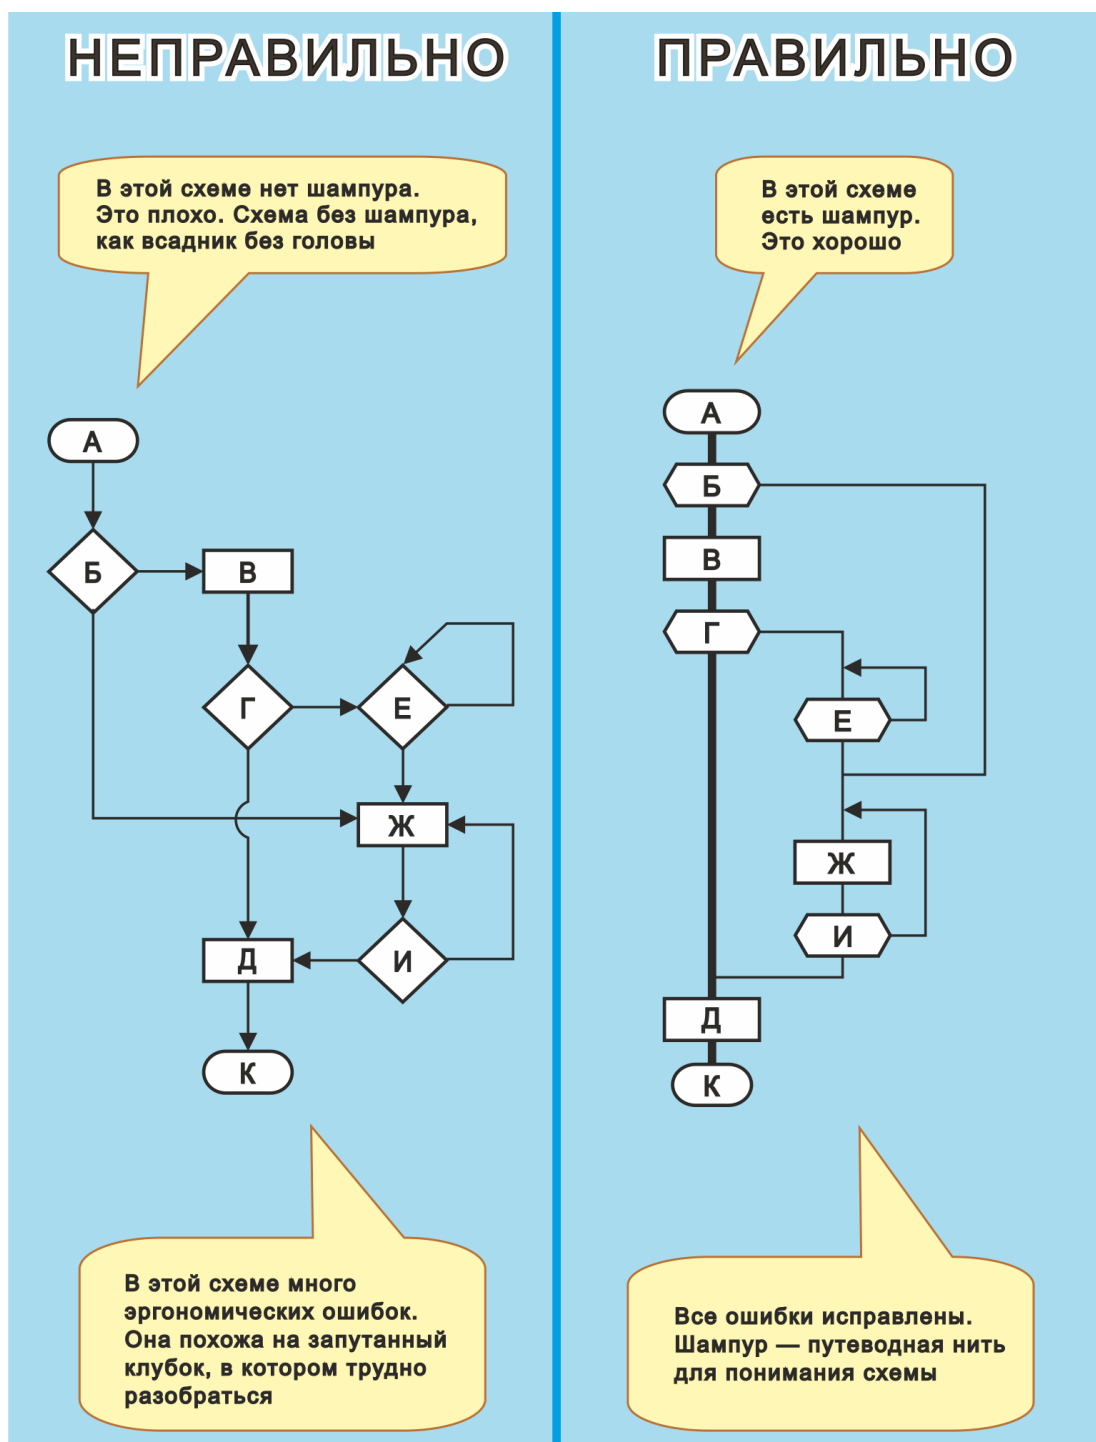 НЕПРАВИЛЬНО
В этой схеме нет шампура.
Это плохо. Схема без шампура,
как всадник без головы
А
Б
В
Г
Е
Ж
Д
И
К
В этой схеме много
эргономических ошибок.
Она похожа на запутанный
клубок, в котором трудно
разобраться
ПРАВИЛЬНО
В этой схеме
есть шампур.
Это хорошо
А
Б
В
Г
Е
Ж
И
Д
К
Все ошибки исправлены.
Шампур — путеводная нить
для понимания схемы